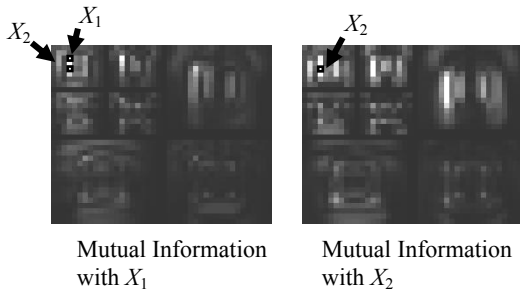 X₁
X₂
X₂
Mutual Information
with X₁
Mutual Information
with X₂